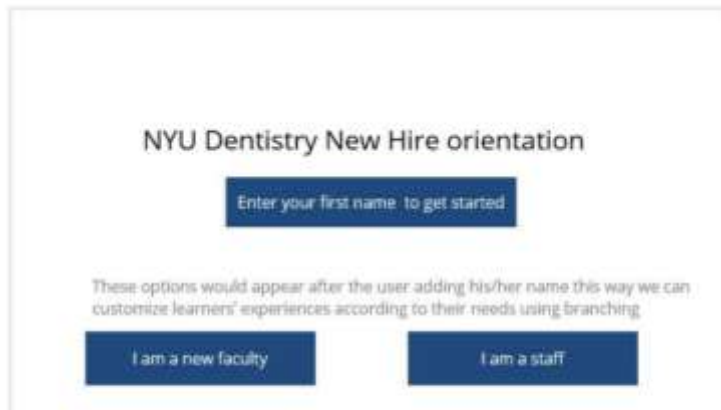 NYU Dentistry New Hire orientation
Enter your first name to get started
These options would appear after the user adding his/her name this way we can
customize learners' experiences according to their needs using branching
I am a new faculty
I am a staff